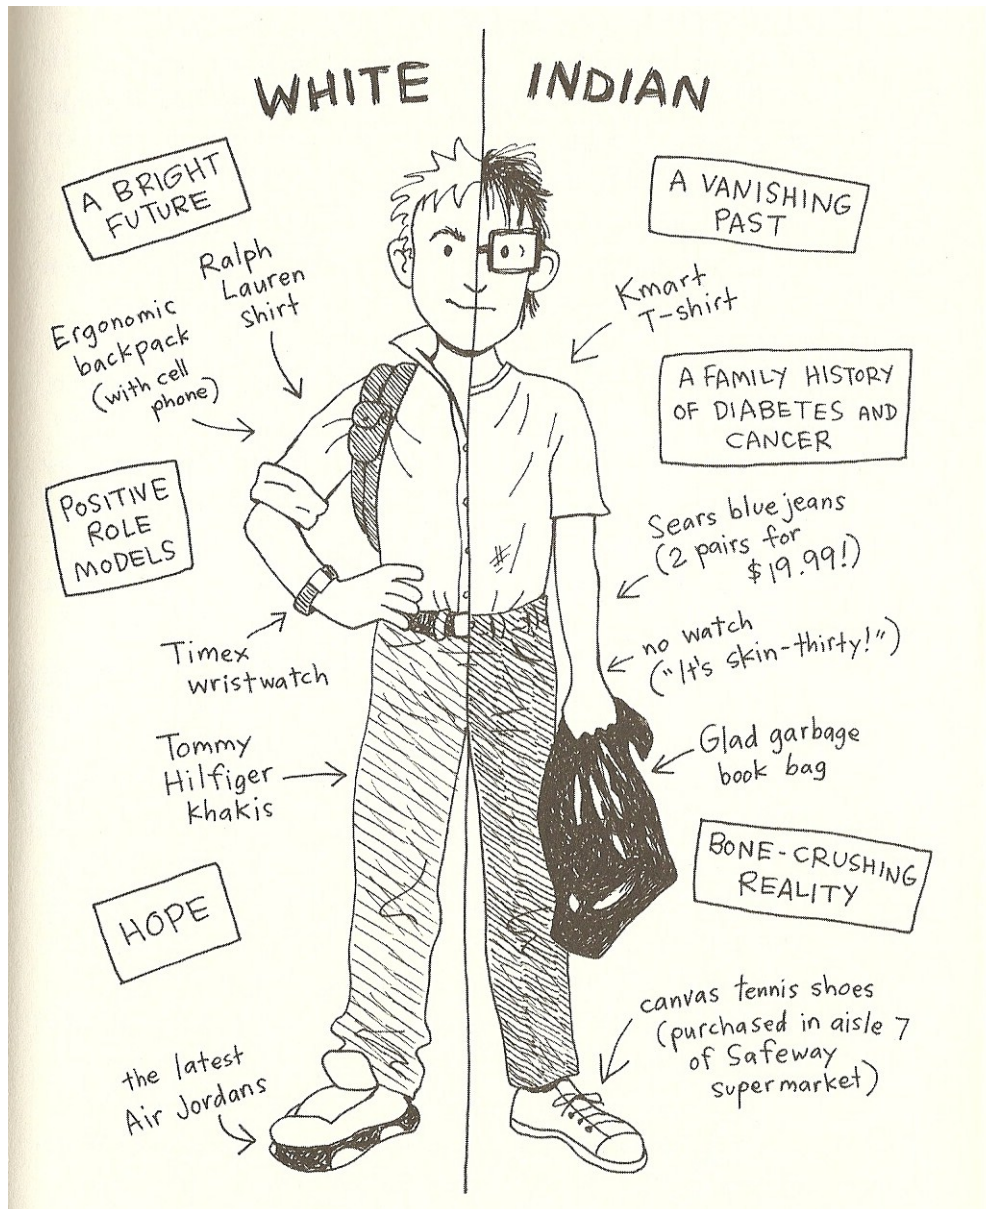 WHITE
INDIAN
A BRIGHT
FUTURE
Ralph
Lauren
shirt
Ergonomic
backpack
(with cell
phone)
POSITIVE
ROLE
MODELS
Timex
wristwatch
Tommy
Hilfiger
khakis
HOPE
the latest
Air Jordans
A VANISHING
PAST
Kmart
T-shirt
A FAMILY HISTORY
OF DIABETES AND
CANCER
Sears blue jeans
(2 pairs for
$19.99!)
no watch
("It's skin-thirty!")
Glad garbage
book bag
BONE-CRUSHING
REALITY
canvas tennis shoes
(purchased in aisle 7
of Safeway
supermarket)